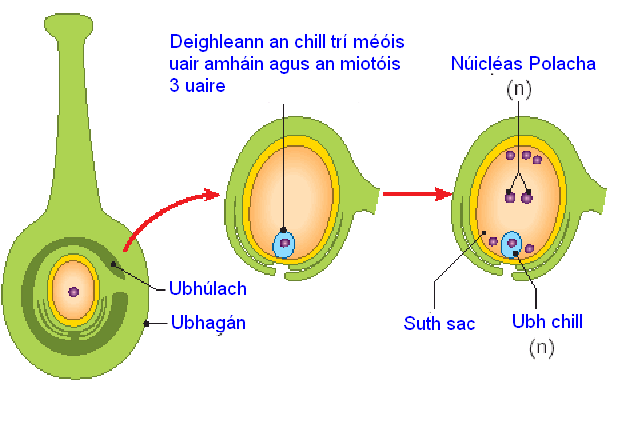 Deighleann an chill trí méóis
uair amháin agus an miotóis
3 uaire
Núicléas Polacha
(n)
Ubhúlach
Ubhagán
Suth sac
Ubh chill
(n)